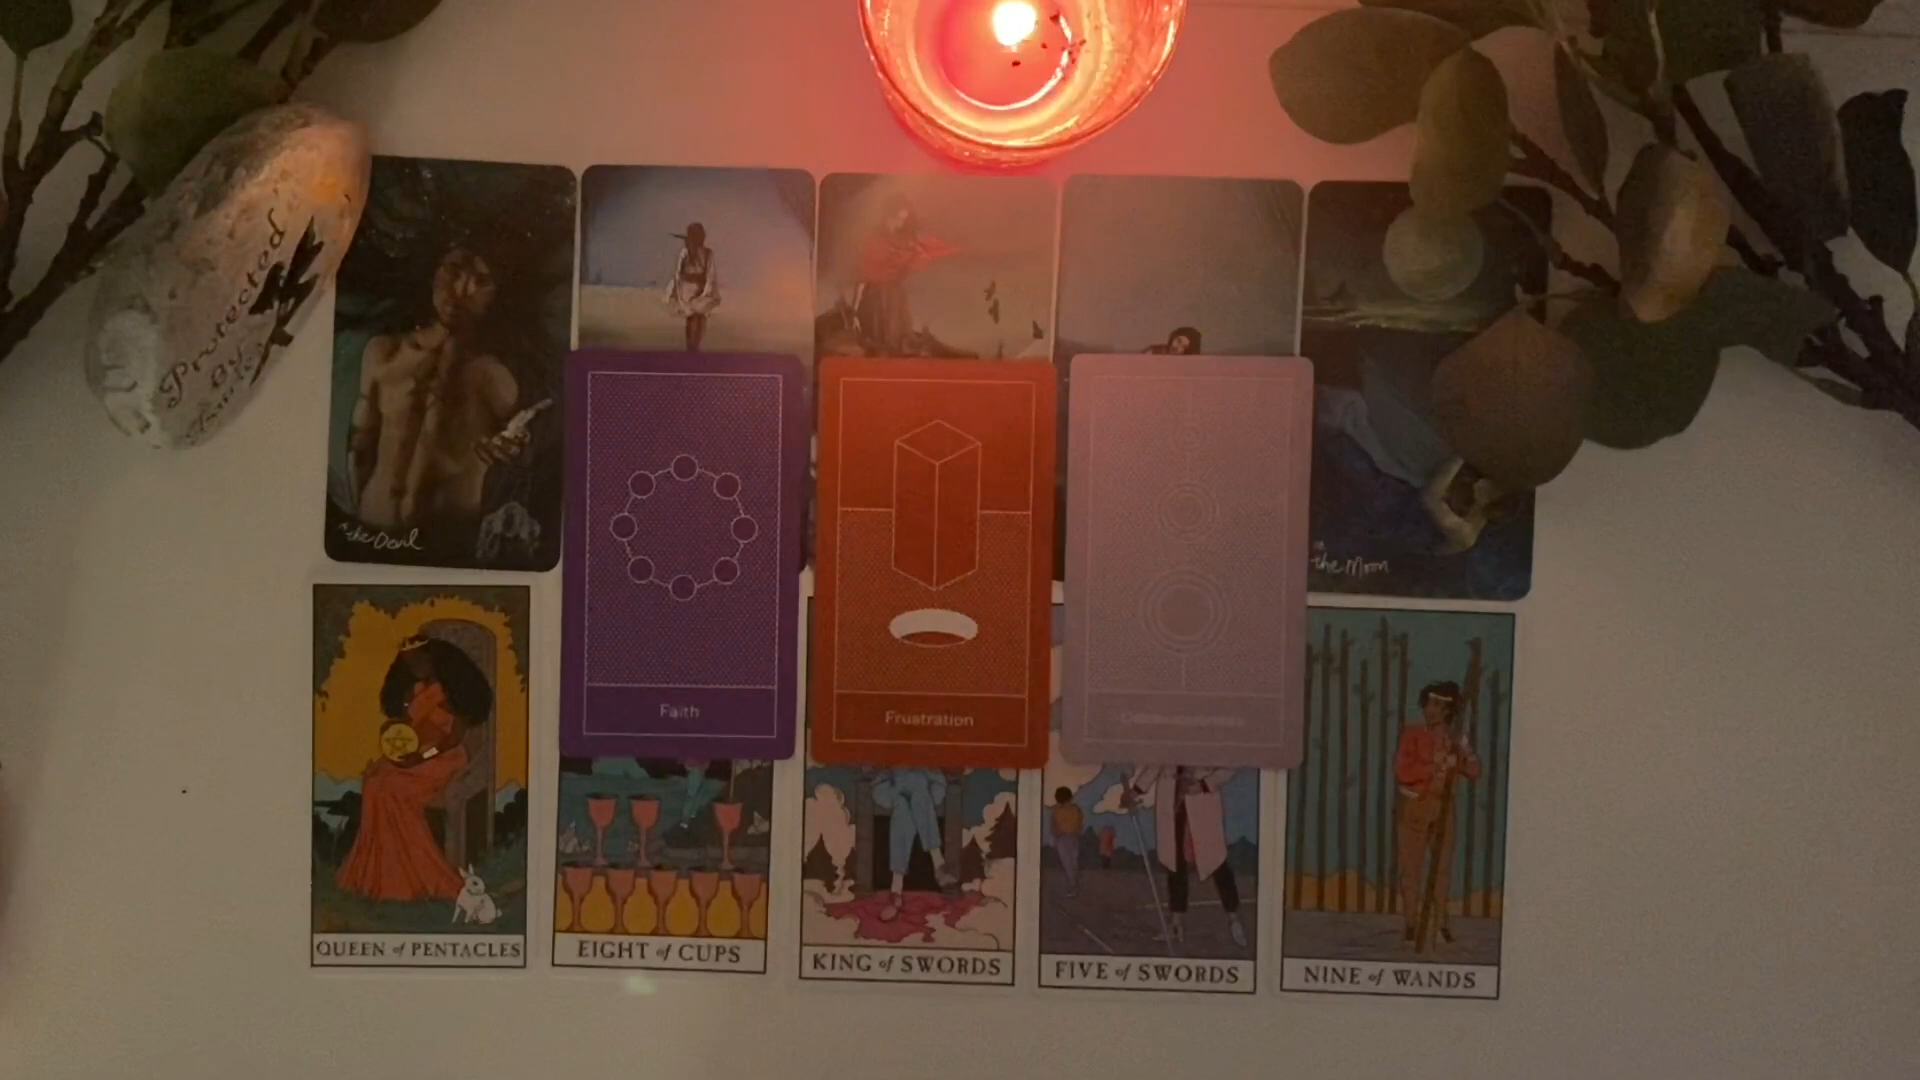 Protected
By
the Devil
the Moon
Faith
Frustration
QUEEN of PENTACLES
EIGHT of CUPS
KING of SWORDS
FIVE of SWORDS
NINE of WANDS